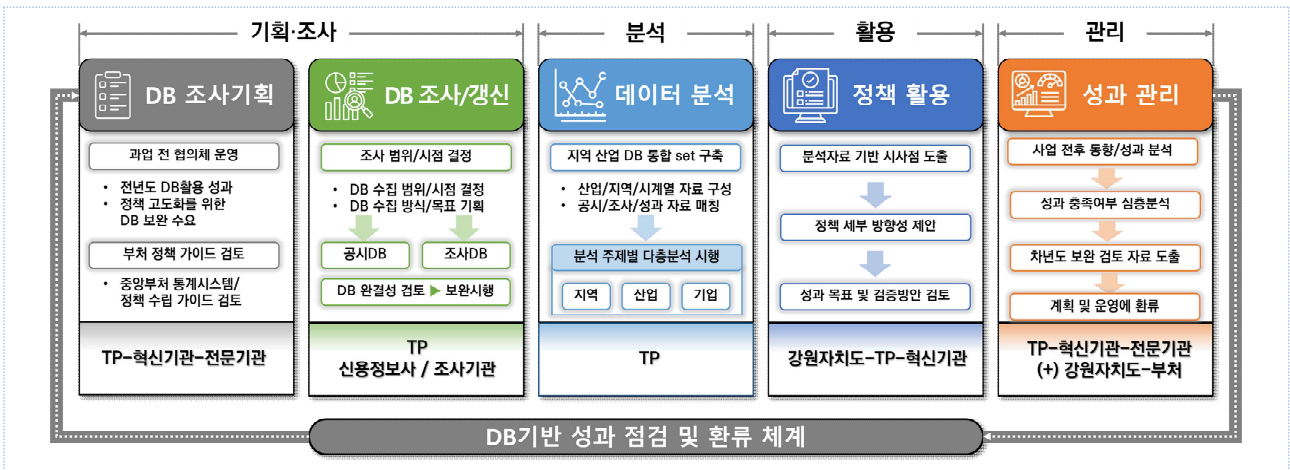 기획·조사
분석
활용
관리
DB 조사기획
과업 전 협의체 운영
• 전년도 DB활용 성과
• 정책 고도화를 위한
DB 보완 수요
부처 정책 가이드 검토
• 중앙부처 통계시스템/
정책 수립 가이드 검토
TP-혁신기관-전문기관
DB 조사/갱신
조사 범위/시점 결정
• DB 수집 범위/시점 결정
• DB 수집 방식/목표 기획
공시DB
조사DB
DB 완결성 검토 ▶ 보완시행
TP
신용정보사 / 조사기관
데이터 분석
지역 산업 DB 통합 set 구축
• 산업/지역/시계열 자료 구성
• 공시/조사/성과 자료 매칭
분석 주제별 다층분석 시행
지역
산업
기업
TP
정책 활용
분석자료 기반 시사점 도출
정책 세부 방향성 제안
성과 목표 및 검증방안 검토
강원자치도-TP-혁신기관
성과 관리
사업 전후 동향/성과 분석
성과 충족여부 심층분석
차년도 보완 검토 자료 도출
계획 및 운영에 환류
TP-혁신기관-전문기관
(+) 강원자치도-부처
DB기반 성과 점검 및 환류 체계